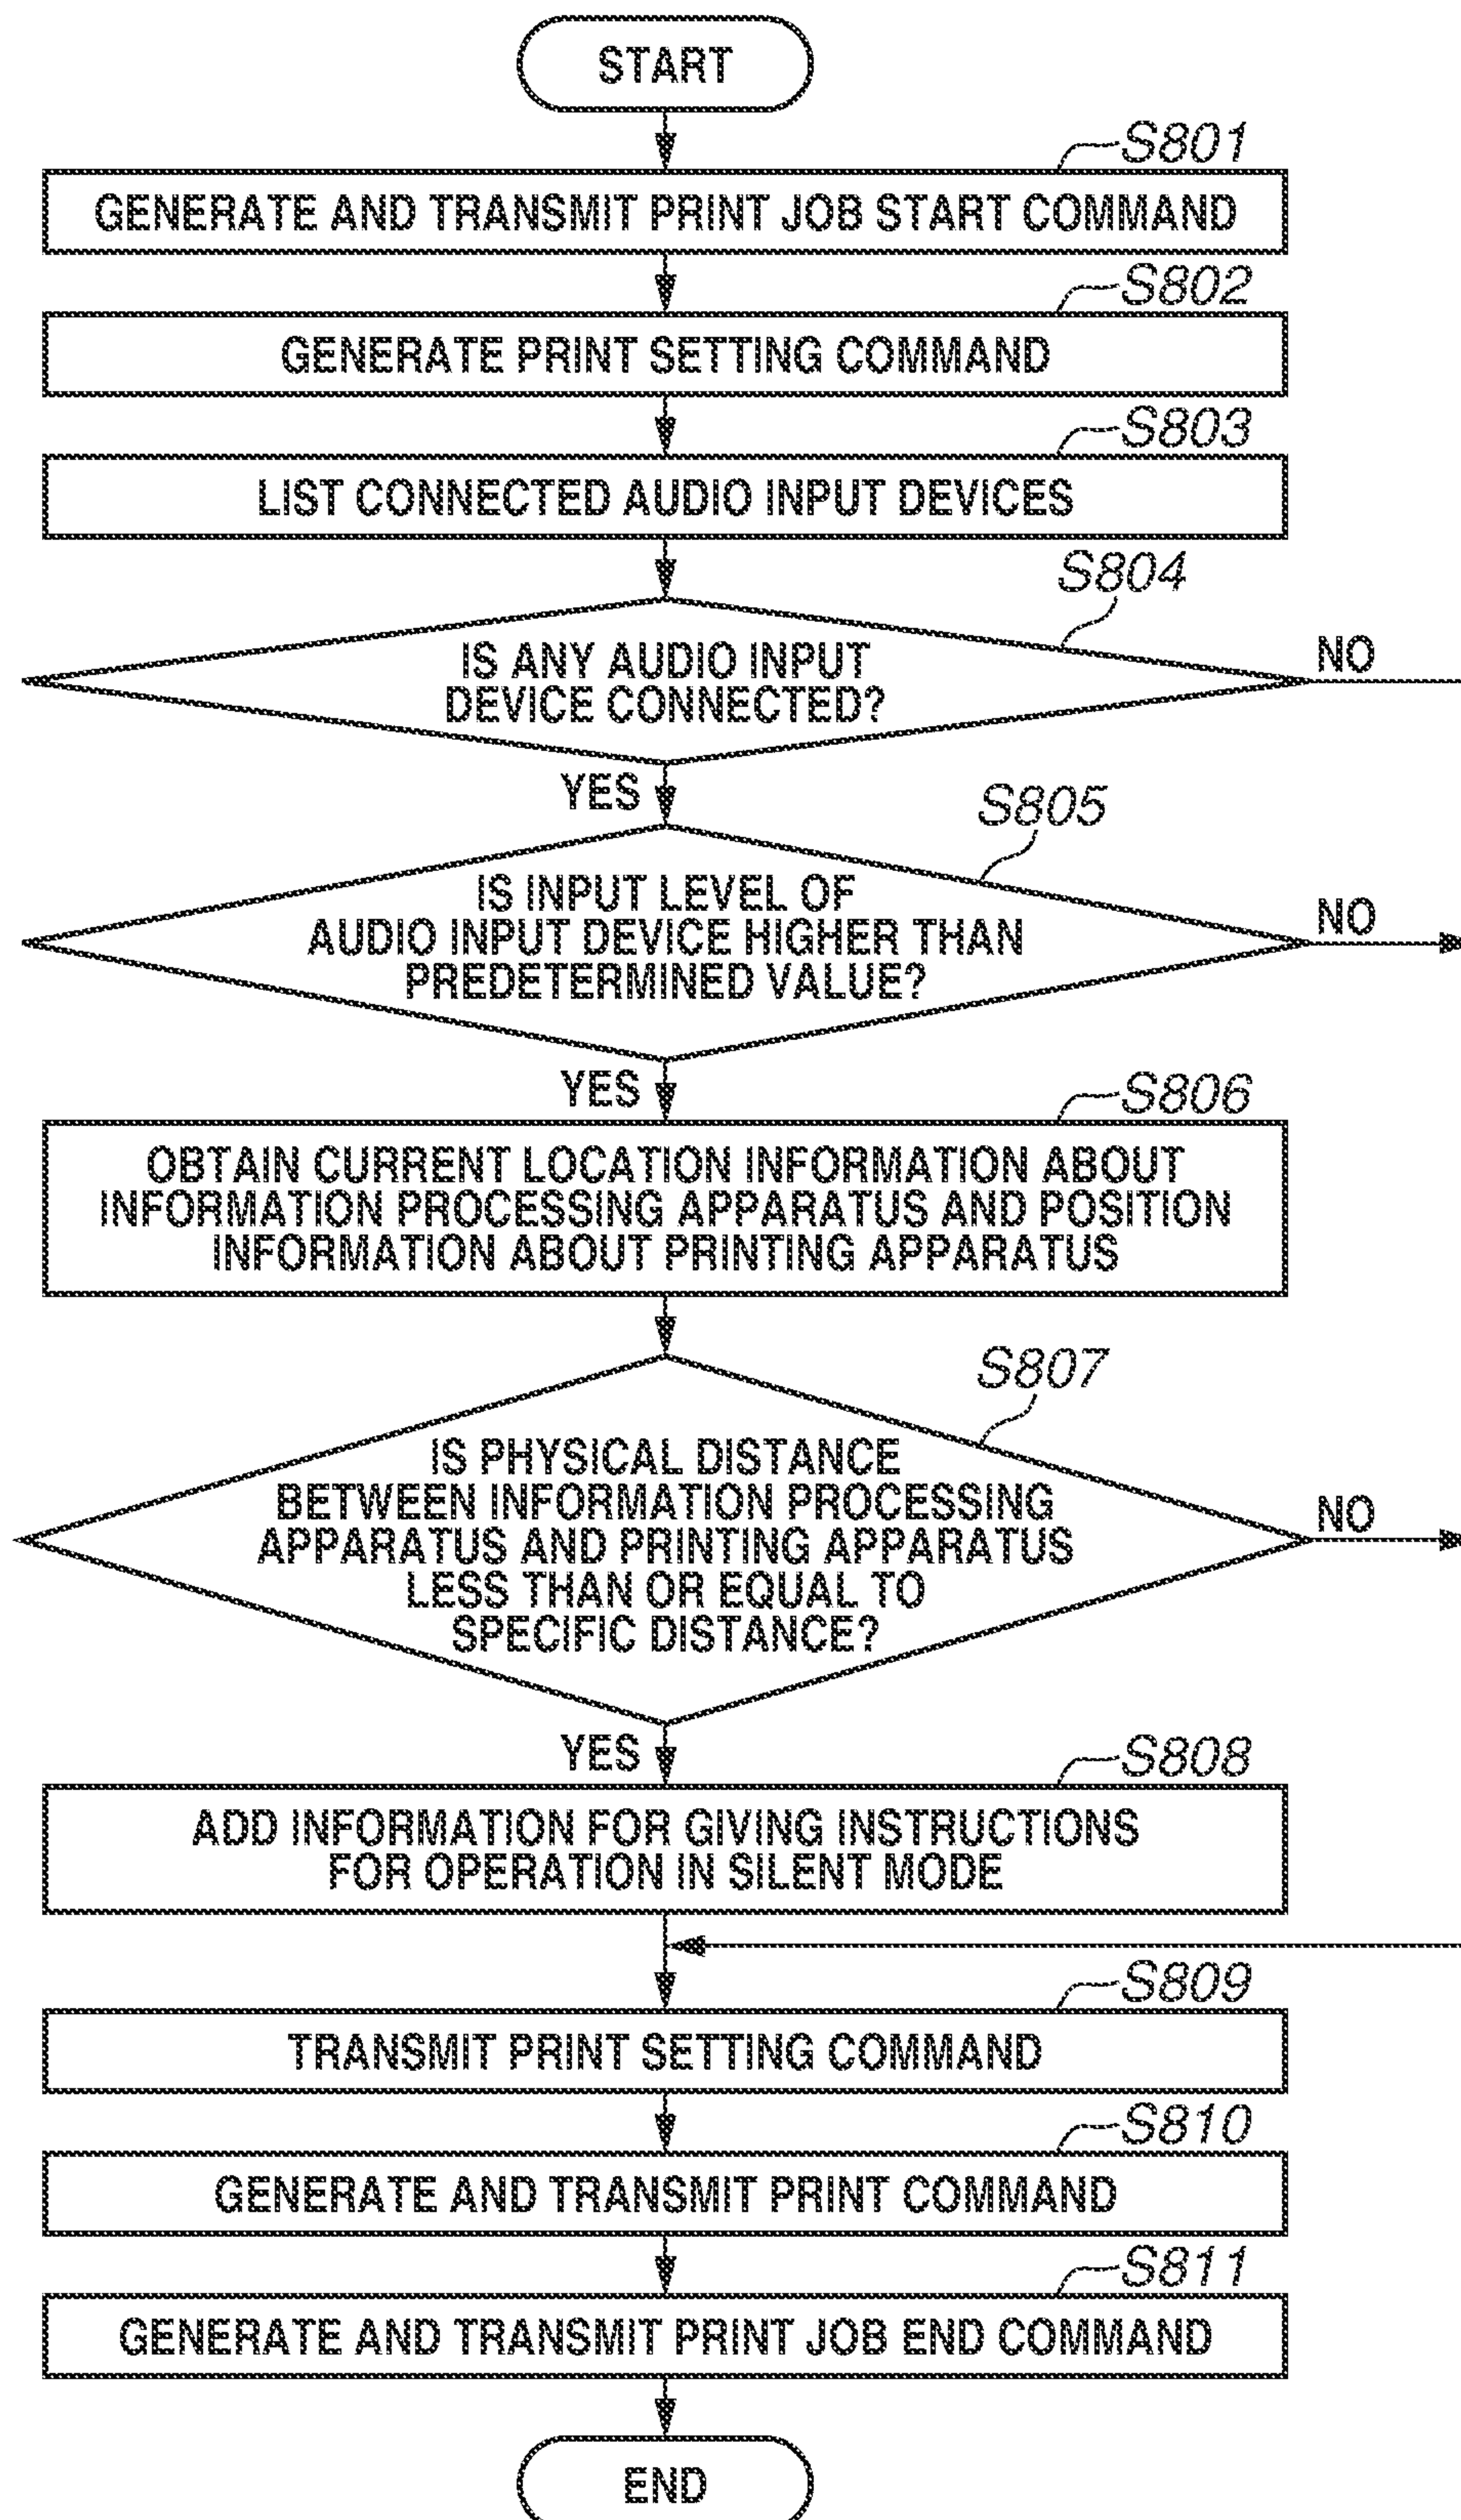 START
S801
GENERATE AND TRANSMIT PRINT JOB START COMMAND
S802
GENERATE PRINT SETTING COMMAND
S803
LIST CONNECTED AUDIO INPUT DEVICES
S804
IS ANY AUDIO INPUT
DEVICE CONNECTED?
NO
YES
S805
IS INPUT LEVEL OF
AUDIO INPUT DEVICE HIGHER THAN
PREDETERMINED VALUE?
NO
YES
S806
OBTAIN CURRENT LOCATION INFORMATION ABOUT
INFORMATION PROCESSING APPARATUS AND POSITION
INFORMATION ABOUT PRINTING APPARATUS
S807
IS PHYSICAL DISTANCE
BETWEEN INFORMATION PROCESSING
APPARATUS AND PRINTING APPARATUS
LESS THAN OR EQUAL TO
SPECIFIC DISTANCE?
NO
YES
S808
ADD INFORMATION FOR GIVING INSTRUCTIONS
FOR OPERATION IN SILENT MODE
S809
TRANSMIT PRINT SETTING COMMAND
S810
GENERATE AND TRANSMIT PRINT COMMAND
S811
GENERATE AND TRANSMIT PRINT JOB END COMMAND
END